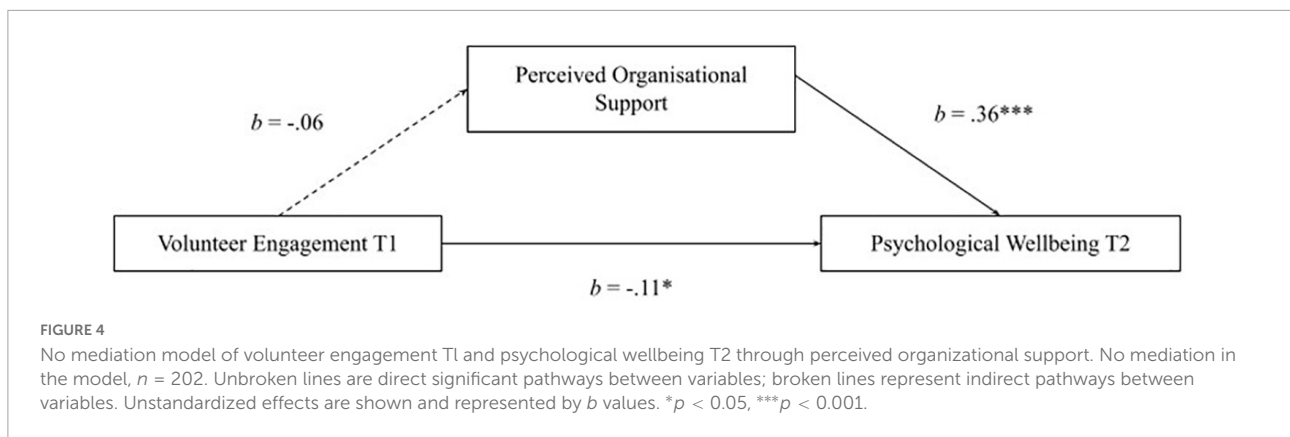 Perceived Organisational
Support
b = -.06
b = .36***
Volunteer Engagement T1
Psychological Wellbeing T2
b = -.11*
FIGURE 4
No mediation model of volunteer engagement Tl and psychological wellbeing T2 through perceived organizational support. No mediation in
the model, n = 202. Unbroken lines are direct significant pathways between variables; broken lines represent indirect pathways between
variables. Unstandardized effects are shown and represented by b values. *p < 0.05, ***p < 0.001.